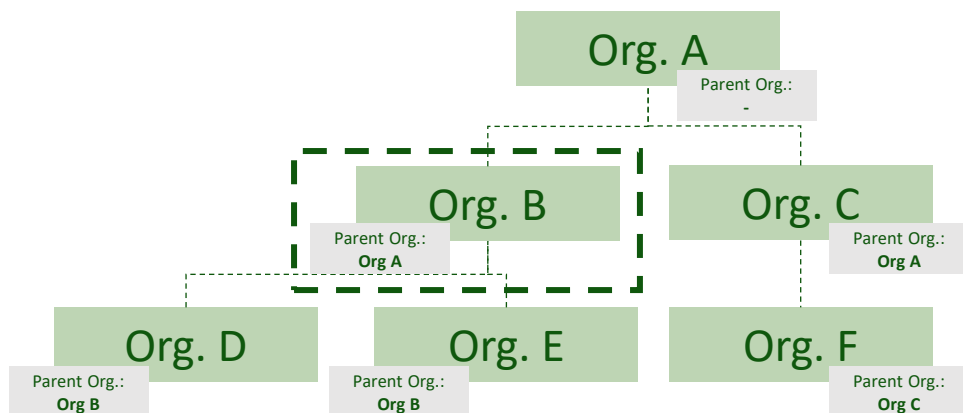 Org. A
Parent Org.:
-
Org. B
Parent Org.:
Org A
Org. C
Parent Org.:
Org A
Org. D
Parent Org.:
Org B
Org. E
Parent Org.:
Org B
Org. F
Parent Org.:
Org C